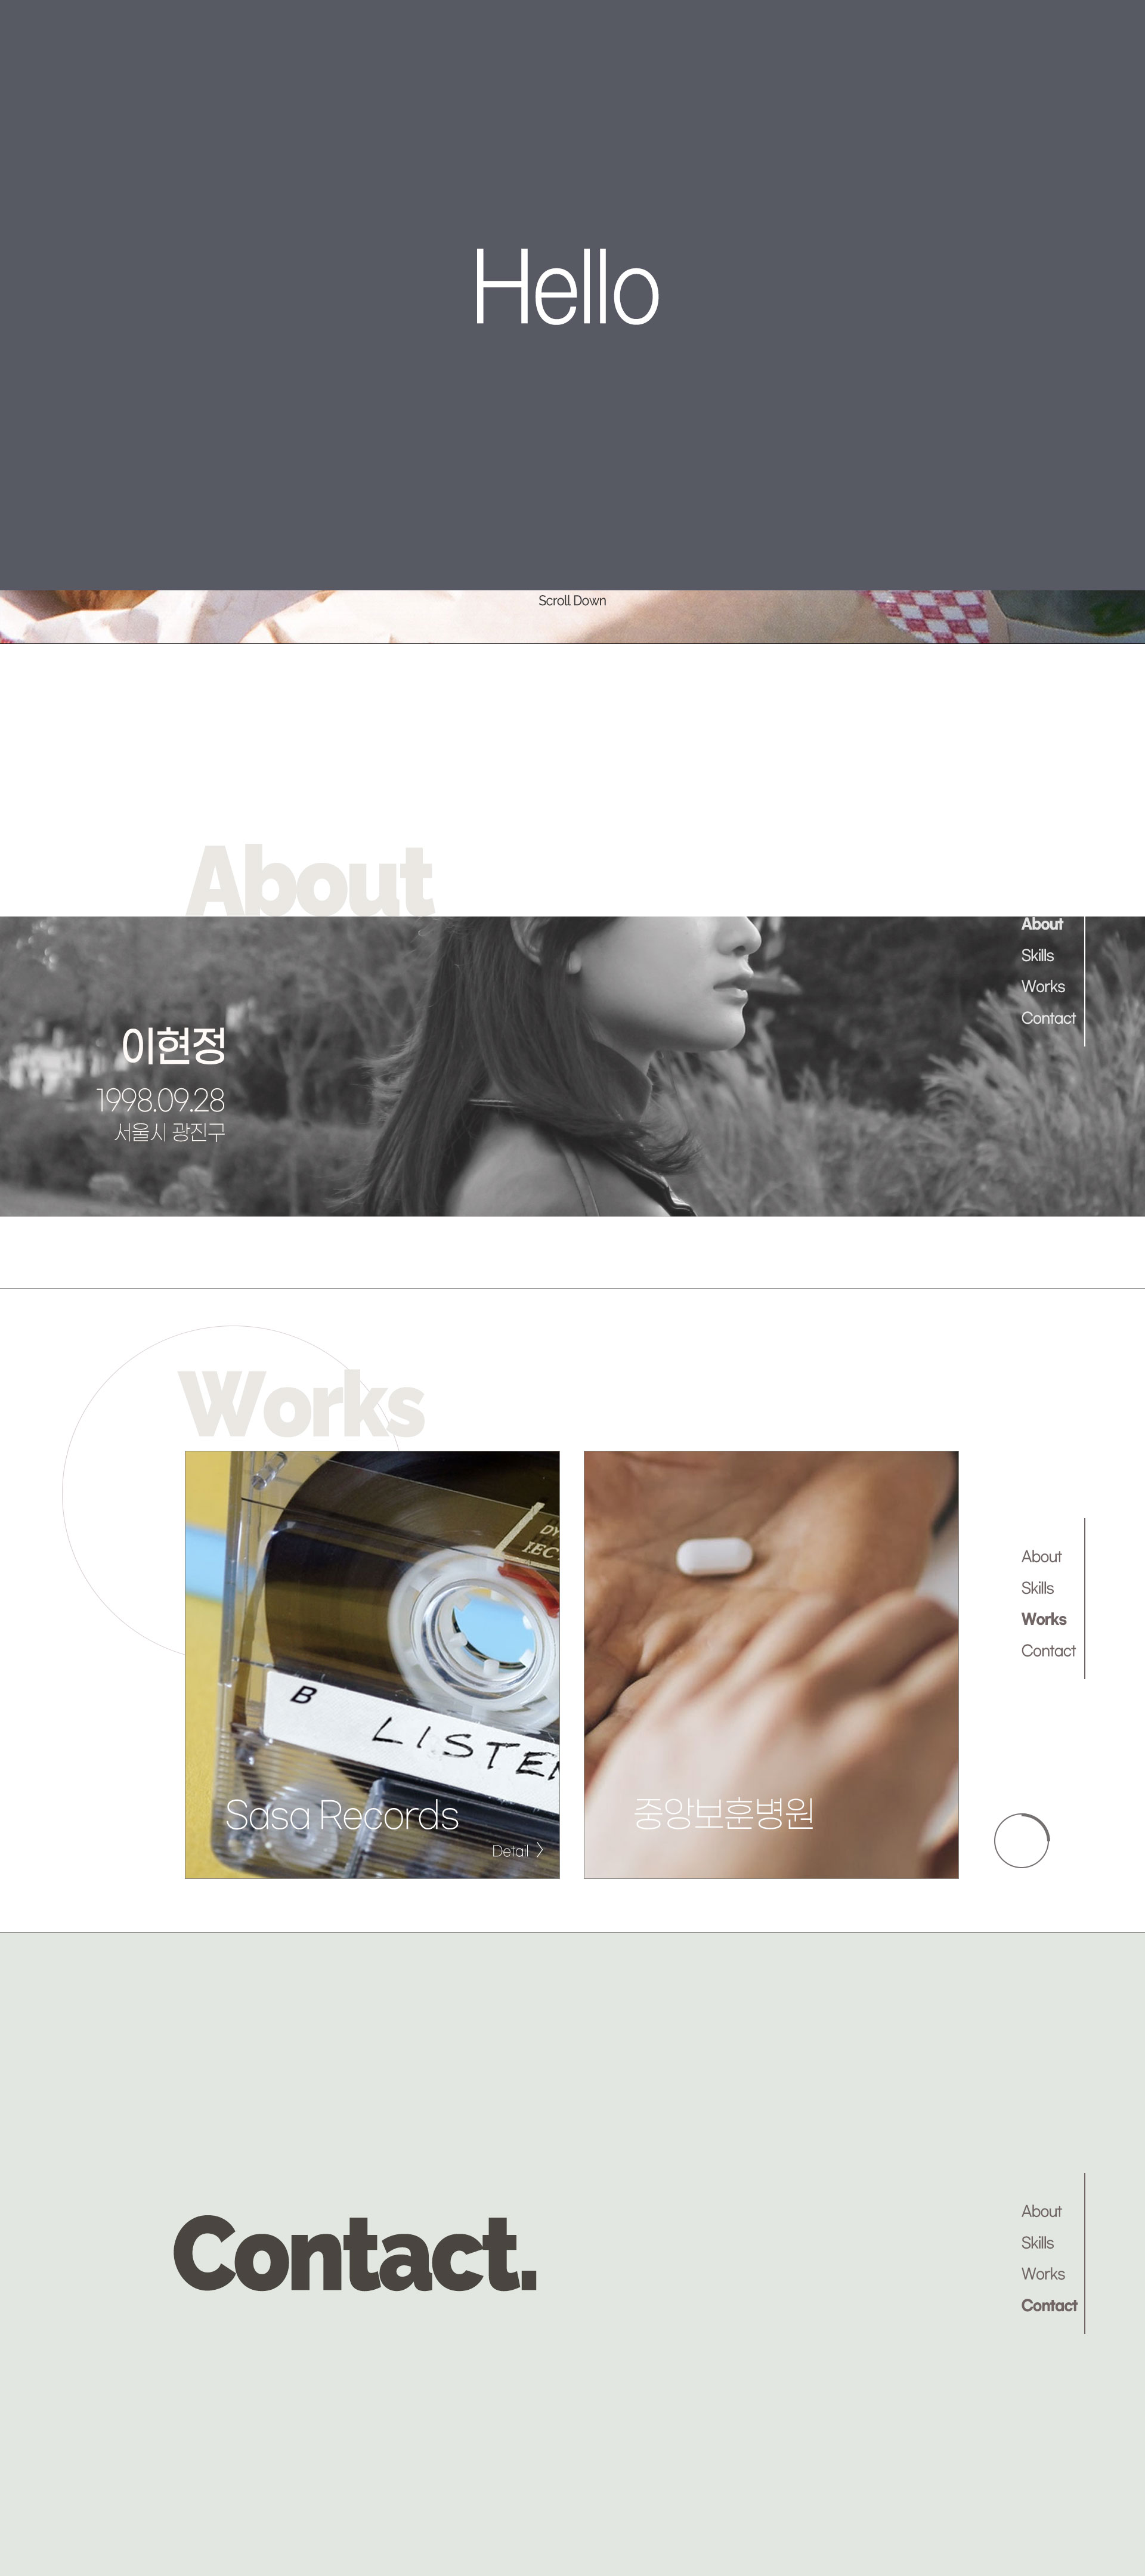 Hello
Scroll Down
About
About
Skills
Works
Contact
이현정
1998.09.28
서울시 광진구
Works
B
LISTEN
Sasa Records
Detail
중앙보훈병원
About
Skills
Works
Contact
Contact.
About
Skills
Works
Contact